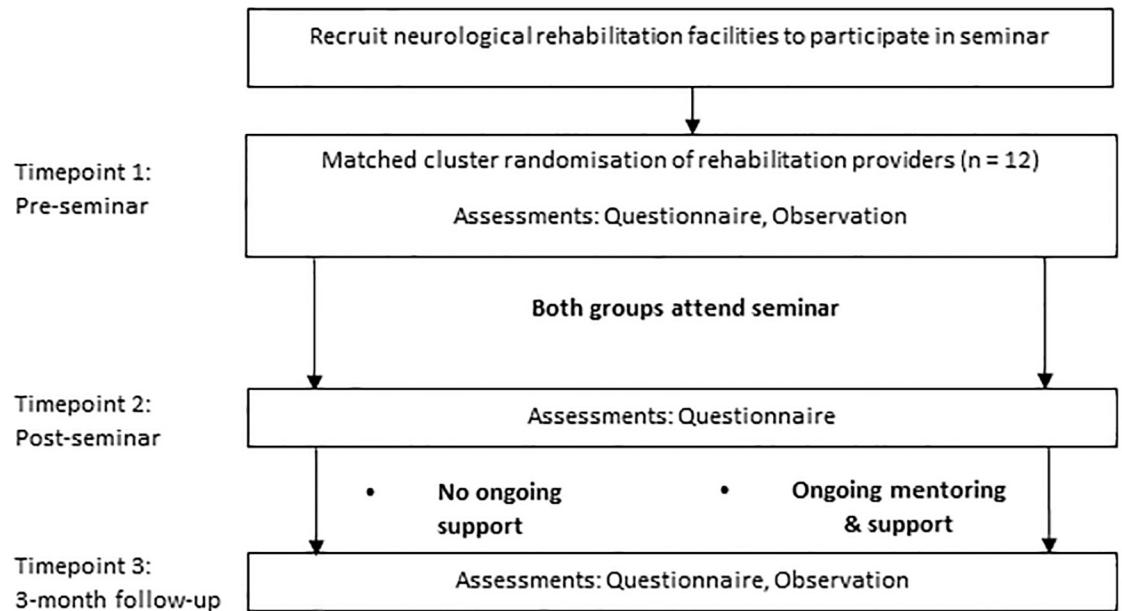 Recruit neurological rehabilitation facilities to participate in seminar
Timepoint 1:
Pre-seminar
Matched cluster randomisation of rehabilitation providers (n = 12)
Assessments: Questionnaire, Observation
Both groups attend seminar
Timepoint 2:
Post-seminar
Assessments: Questionnaire
• No ongoing
support
• Ongoing mentoring
& support
Timepoint 3:
3-month follow-up
Assessments: Questionnaire, Observation